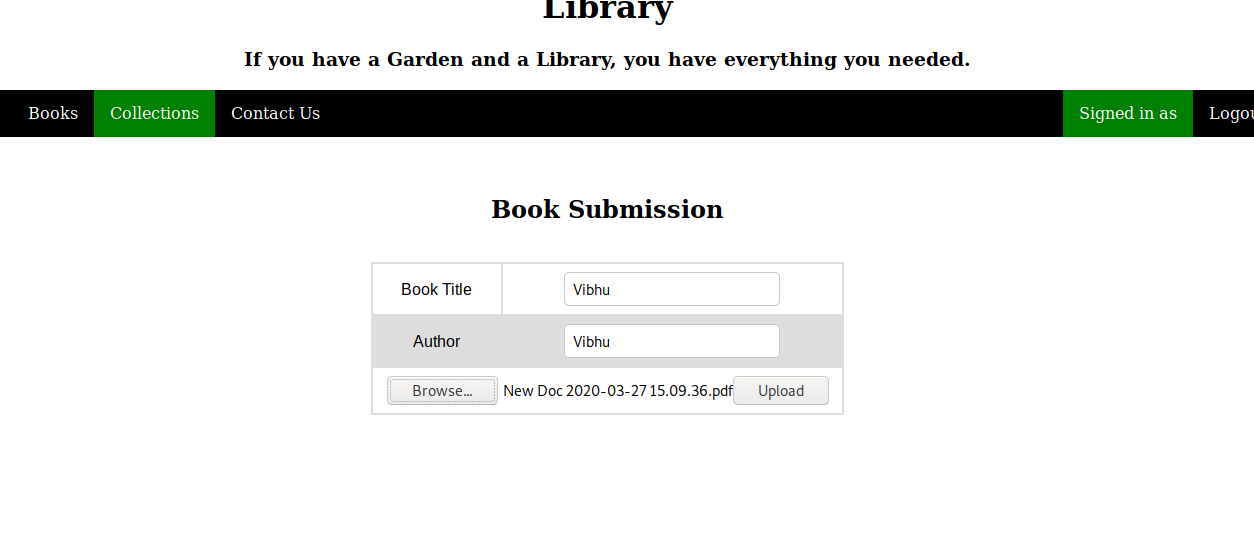 Library
If you have a Garden and a Library, you have everything you needed.
Books Collections Contact Us Signed in as Logou
Book Submission
Book Title Vibhu
Author Vibhu
Browse... New Doc 2020-03-27 15.09.36.pdf Upload